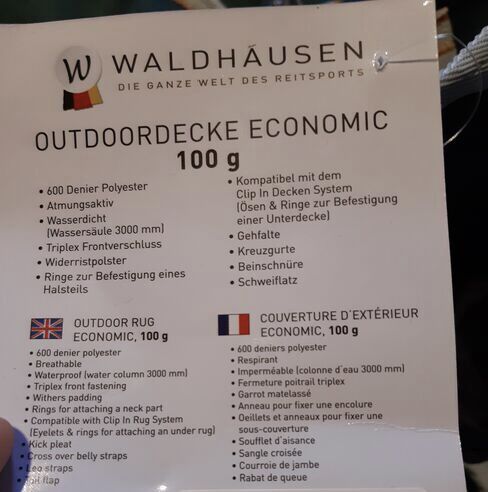 W WALDHAUSEN
DIE GANZE WELT DES REITSPORTS
OUTDOORDECKE ECONOMIC
100 g
• 600 Denier Polyester
• Atmungsaktiv
• Wasserdicht
(Wassersäule 3000 mm)
• Triplex Frontverschluss
• Widerristpolster
• Ringe zur Befestigung eines
Halsteils
• Kompatibel mit dem
Clip In Decken System
(Ösen & Ringe zur Befestigung
einer Unterdecke)
• Gehfalte
• Kreuzgurte
• Beinschnüre
• Schweiflatz
OUTDOOR RUG
ECONOMIC, 100 g
• 600 denier polyester
• Breathable
• Waterproof (water column 3000 mm)
• Triplex front fastening
• Withers padding
• Rings for attaching a neck part
• Compatible with Clip In Rug System
(Eyelets & rings for attaching an under rug)
• Kick pleat
• Cross over belly straps
• Leg straps
• Tail flap
COUVERTURE D'EXTÉRIEUR
ECONOMIC, 100 g
• 600 deniers polyester
• Respirant
• Imperméable (colonne d'eau 3000 mm)
• Fermeture poitrail triplex
• Garrot matelassé
• Anneau pour fixer une encolure
• Oeillets et anneaux pour fixer une
sous-couverture
• Soufflet d'aisance
• Sangle croisée
• Courroie de jambe
• Rabat de queue